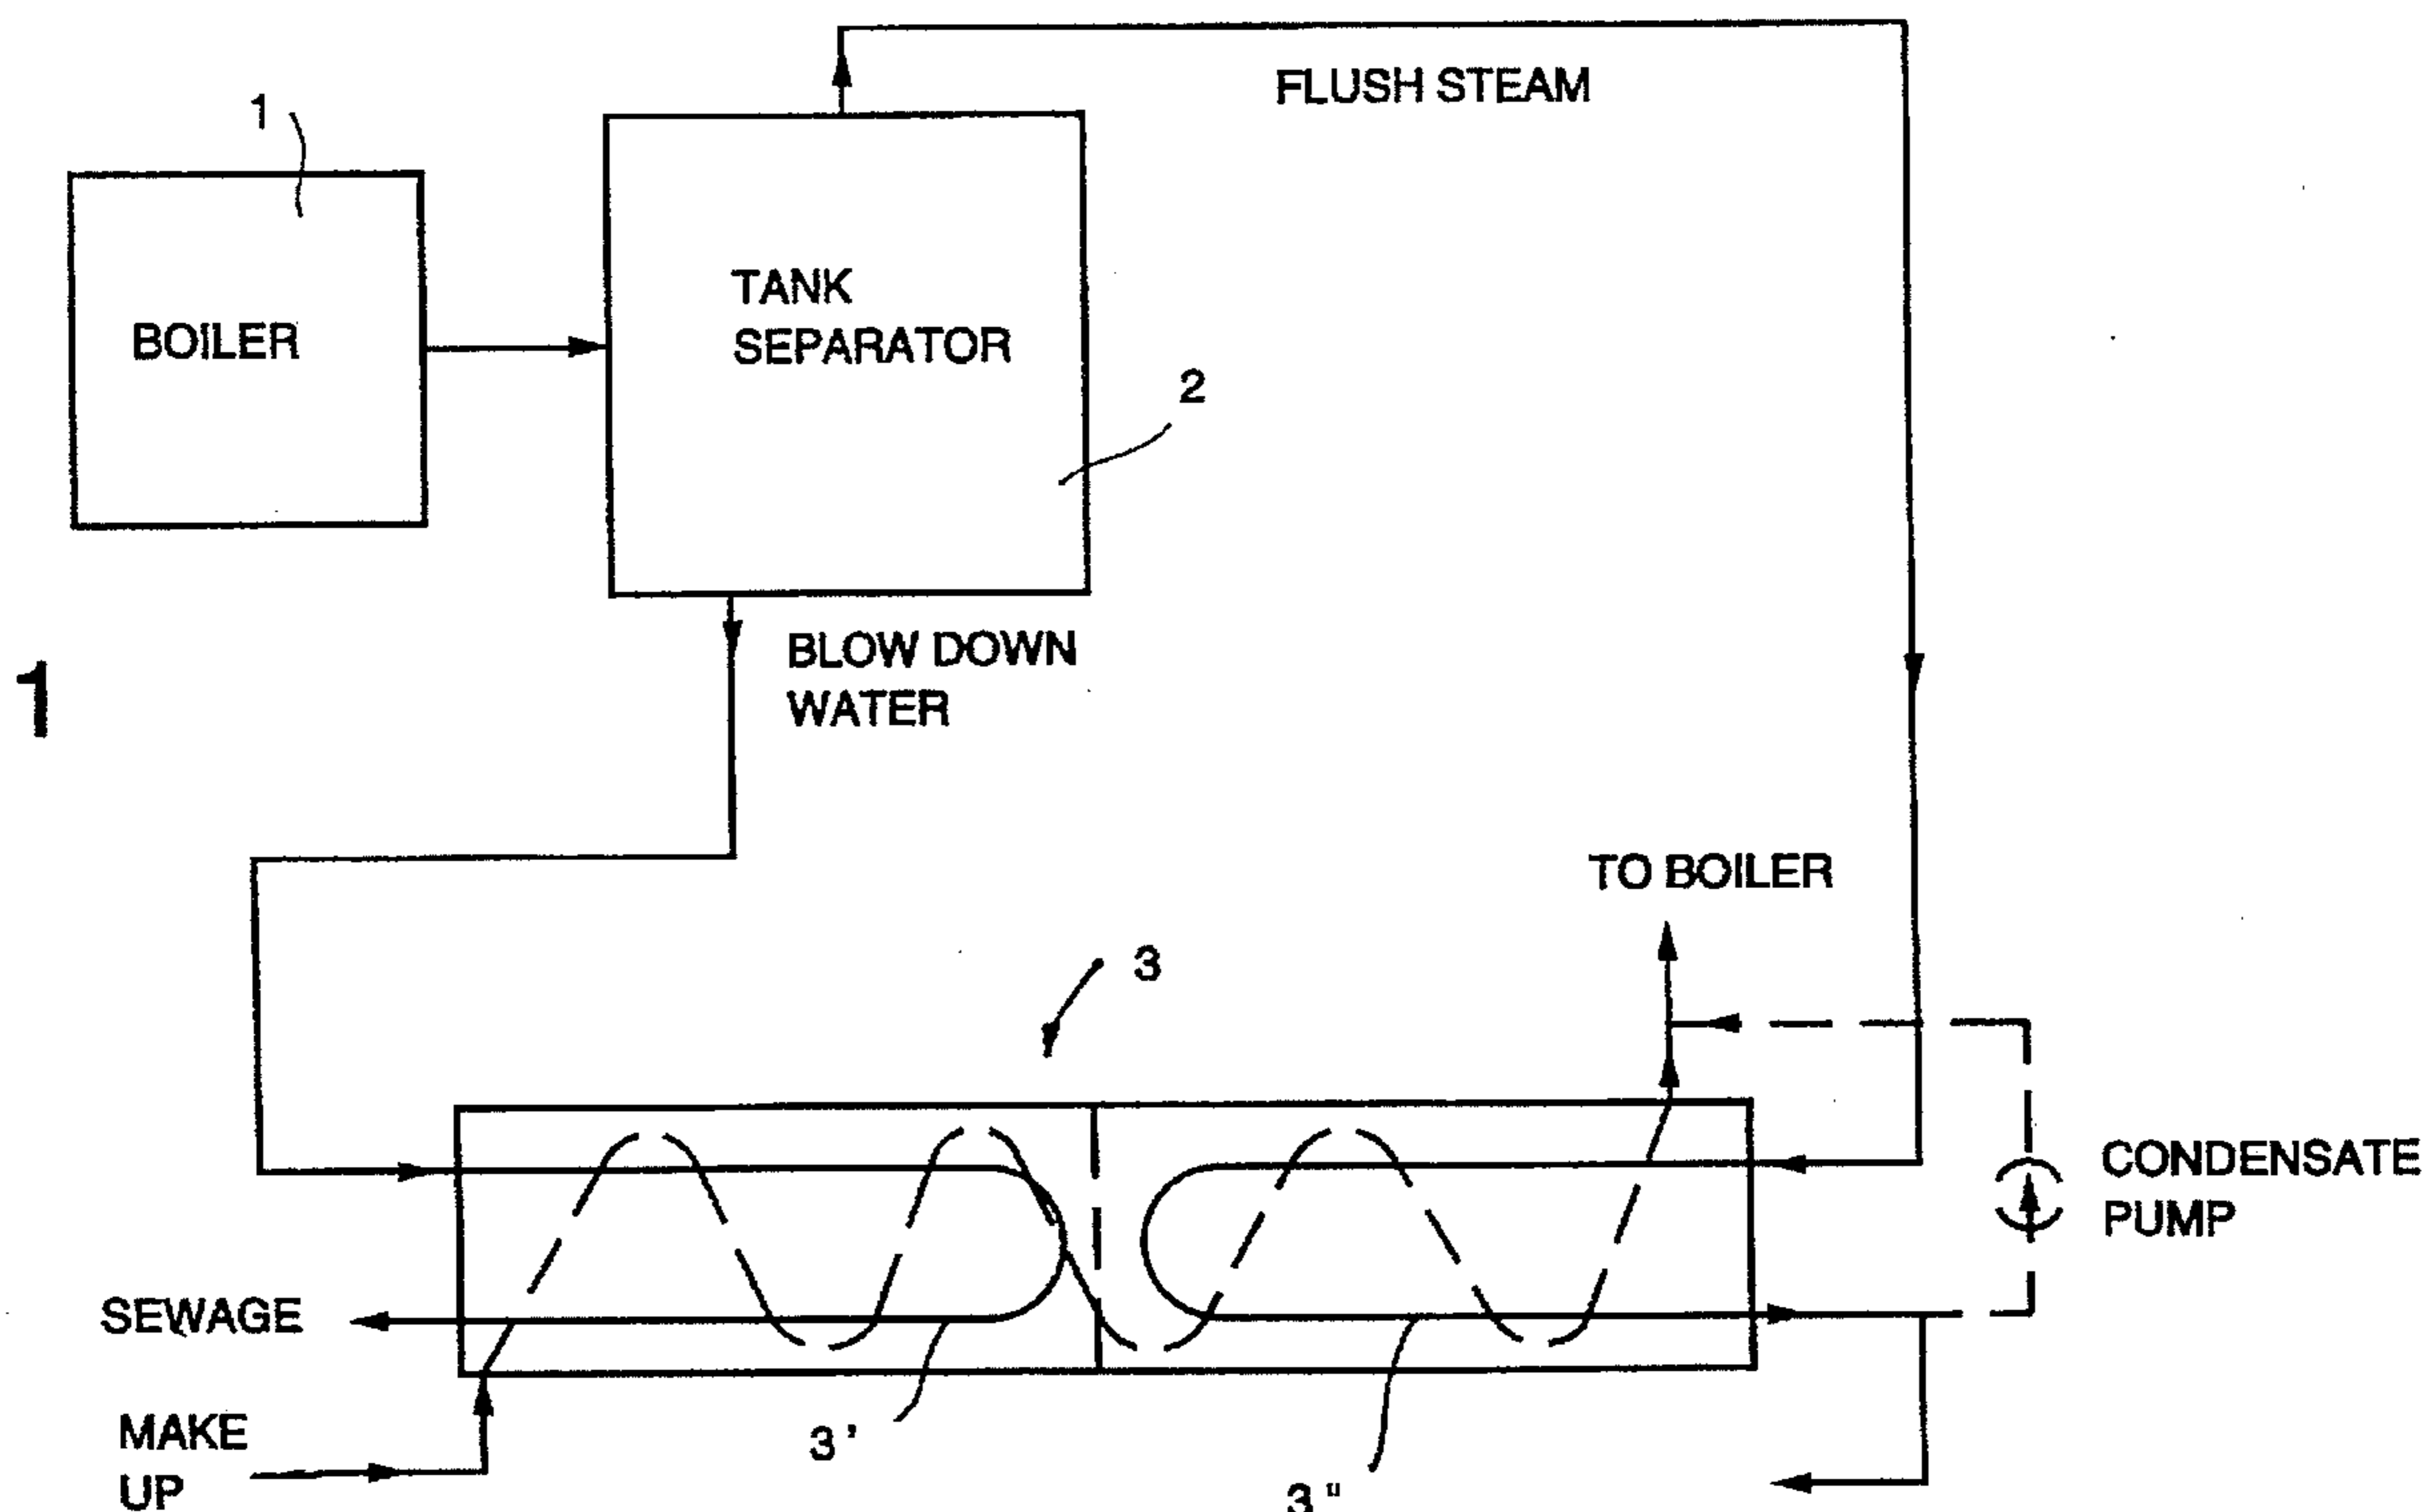 FLUSH STEAM
1
BOILER
TANK
SEPARATOR
2
BLOW DOWN
WATER
1
TO BOILER
3
CONDENSATE
PUMP
SEWAGE
MAKE
UP
3'
3"